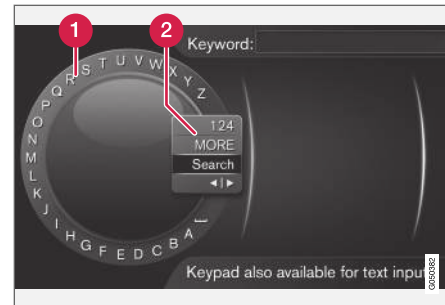 1
2
Keyword:
A B C D E F G H I J K L M N O P Q R S T U V W X Y Z
124
MORE
Search
Keypad also available for text input
G050382